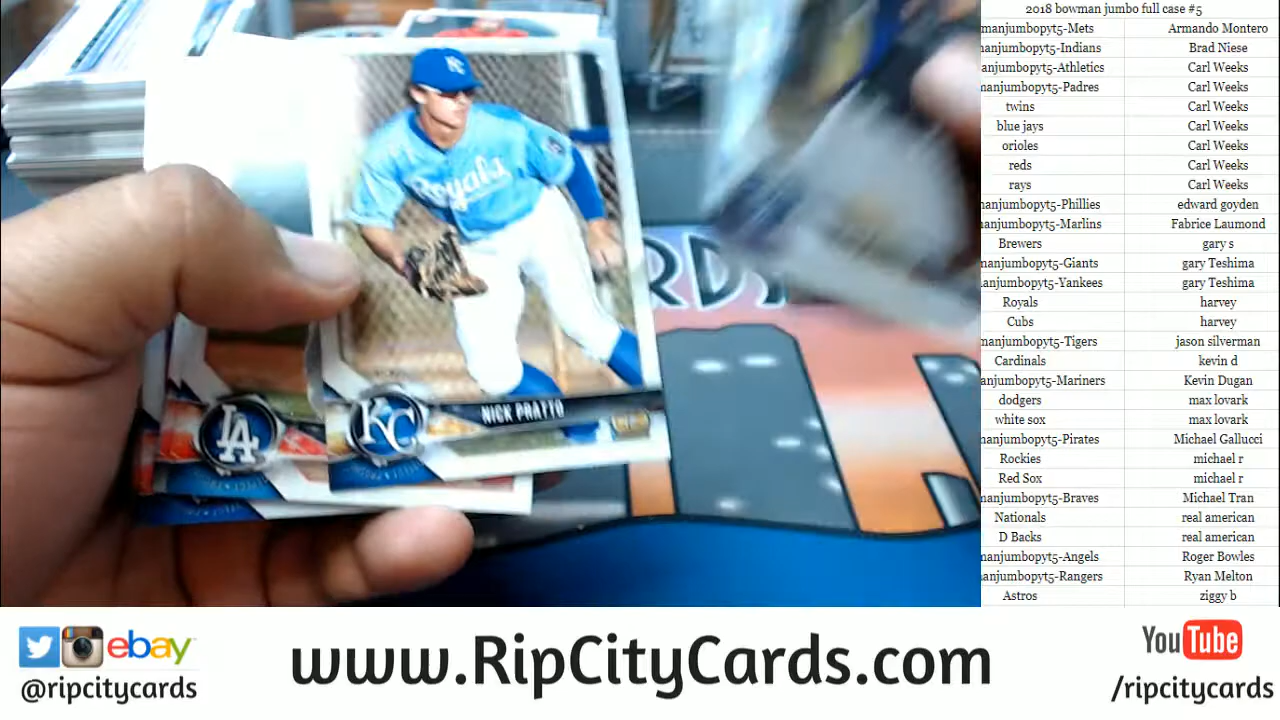 2018 bowman jumbo full case #5
manjumbopyt5-Mets Armando Montero
manjumbopyt5-Indians Brad Niese
manjumbopyt5-Athletics Carl Weeks
manjumbopyt5-Padres Carl Weeks
twins Carl Weeks
blue jays Carl Weeks
orioles Carl Weeks
reds Carl Weeks
rays Carl Weeks
manjumbopyt5-Phillies edward goyden
manjumbopyt5-Marlins Fabrice Laumond
Brewers gary s
manjumbopyt5-Giants gary Teshima
manjumbopyt5-Yankees gary Teshima
Royals harvey
Cubs harvey
manjumbopyt5-Tigers jason silverman
Cardinals kevin d
manjumbopyt5-Mariners Kevin Dugan
dodgers max lovark
white sox max lovark
manjumbopyt5-Pirates Michael Gallucci
Rockies michael r
Red Sox michael r
manjumbopyt5-Braves Michael Tran
Nationals real american
D Backs real american
manjumbopyt5-Angels Roger Bowles
manjumbopyt5-Rangers Ryan Melton
Astros ziggy b
KC
Royals
RDS
NICK PRATTO
LA
KC
ebay
@ripcitycards
www.RipCityCards.com
YouTube
/ripcitycards